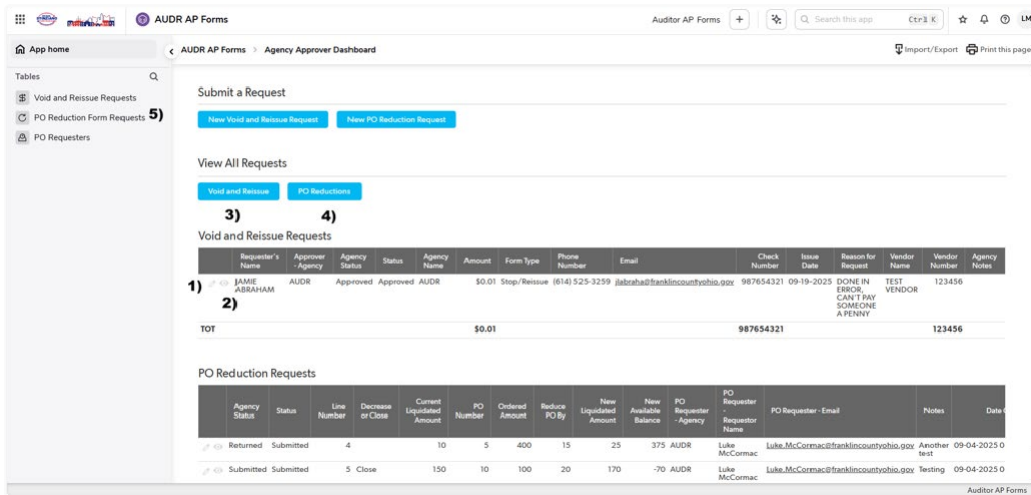 AUDR AP Forms
Auditor AP Forms
Search this app
Ctrl K
LM
App home
AUDR AP Forms > Agency Approver Dashboard
Import/Export
Print this page
Tables
Void and Reissue Requests
PO Reduction Form Requests 5)
PO Requesters
Submit a Request
New Void and Reissue Request
New PO Reduction Request
View All Requests
Void and Reissue
PO Reductions
3)
4)
Void and Reissue Requests
Requester's Name Approver - Agency Agency Status Status Agency Name Amount Form Type Phone Number Email Check Number Issue Date Reason for Request Vendor Name Vendor Number Agency Notes
1)
2)
JAMIE ABRAHAM AUDR Approved Approved AUDR $0.01 Stop/Reissue (614) 525-3259 jlabraha@franklincountyohio.gov 987654321 09-19-2025 DONE IN ERROR, CAN'T PAY SOMEONE A PENNY TEST VENDOR 123456
TOT $0.01 987654321 123456
PO Reduction Requests
Agency Status Status Line Number Decrease or Close Current Liquidated Amount PO Number Ordered Amount Reduce PO By New Liquidated Amount New Available Balance PO Requester - Agency PO Requester - Requestor Name PO Requester - Email Notes Date
Returned Submitted 4 10 5 400 15 25 375 AUDR Luke McCormac Luke.McCormac@franklincountyohio.gov Another test 09-04-2025 0
Submitted Submitted 5 Close 150 10 100 20 170 -70 AUDR Luke McCormac Luke.McCormac@franklincountyohio.gov Testing 09-04-2025 0
Auditor AP Forms